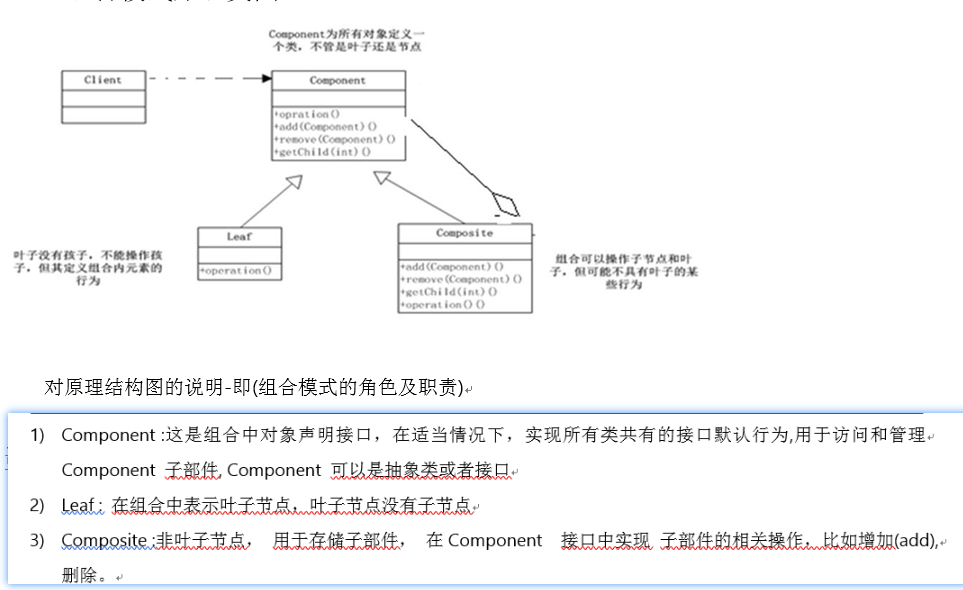 Component为所有对象定义一
个类，不管是叶子还是节点
Client
Component
+opration()
+add(Component)()
+remove(Component)()
+getChild(int)()
Leaf
+operation()
Composite
+add(Component)()
+remove(Component)()
+getChild(int)()
+operation()()
叶子没有孩子，不能操作孩
子，但其定义组合内元素的
行为
组合可以操作子节点和叶
子，但可能不具有叶子的某
些行为
对原理结构图的说明-即(组合模式的角色及职责)
1) Component :这是组合中对象声明接口，在适当情况下，实现所有类共有的接口默认行为,用于访问和管理
Component 子部件, Component 可以是抽象类或者接口
2) Leaf : 在组合中表示叶子节点，叶子节点没有子节点
3) Composite :非叶子节点， 用于存储子部件， 在 Component 接口中实现 子部件的相关操作，比如增加(add),
删除。